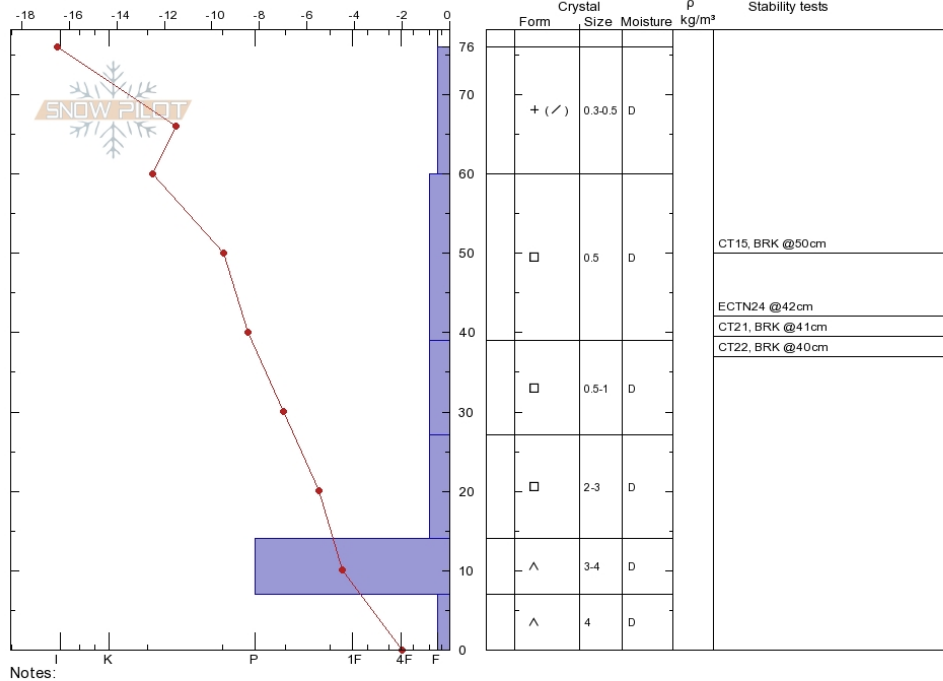 -18 -16 -14 -12 -10 -8 -6 -4 -2 0
Crystal
Form Size Moisture
ρ
kg/m³
Stability tests
76
70
60
50
40
30
20
10
0
SNOW PILOT
+ ( ∕ ) 0.3-0.5 D
□ 0.5 D
□ 0.5-1 D
□ 2-3 D
∧ 3-4 D
∧ 4 D
CT15, BRK @50cm
ECTN24 @42cm
CT21, BRK @41cm
CT22, BRK @40cm
I K P 1F 4F F
Notes: